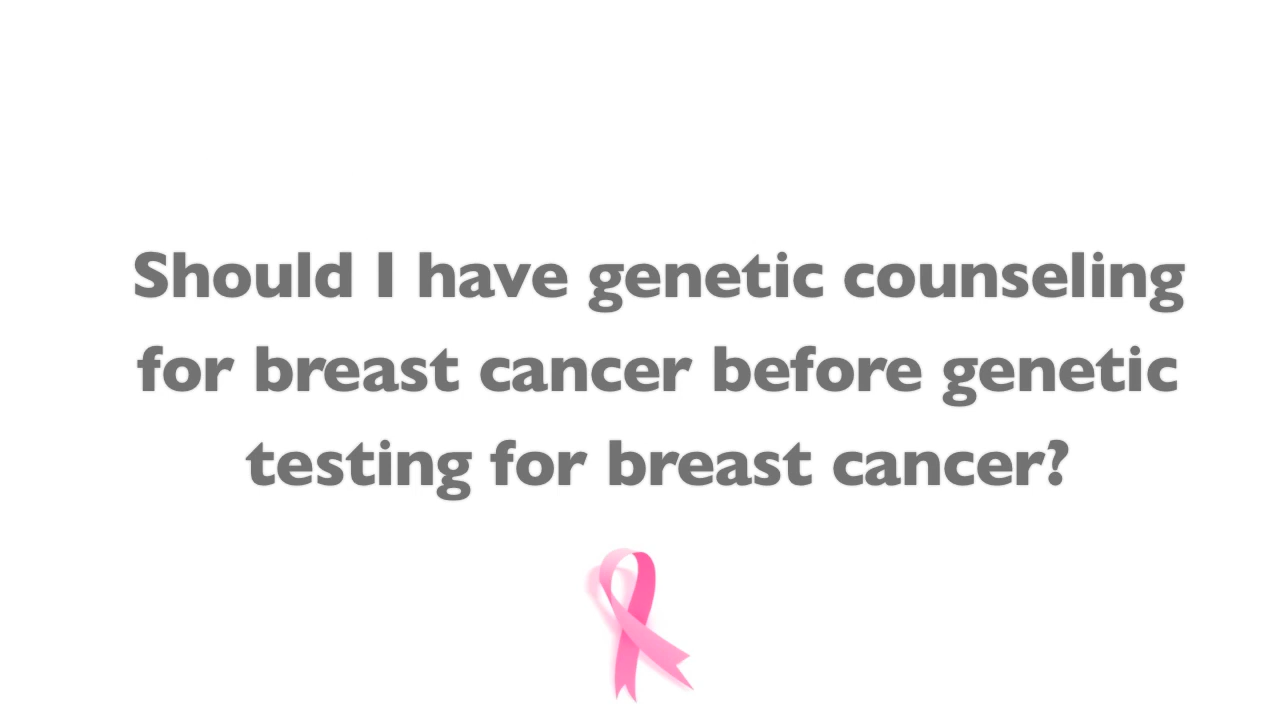 Should I have genetic counseling
for breast cancer before genetic
testing for breast cancer?